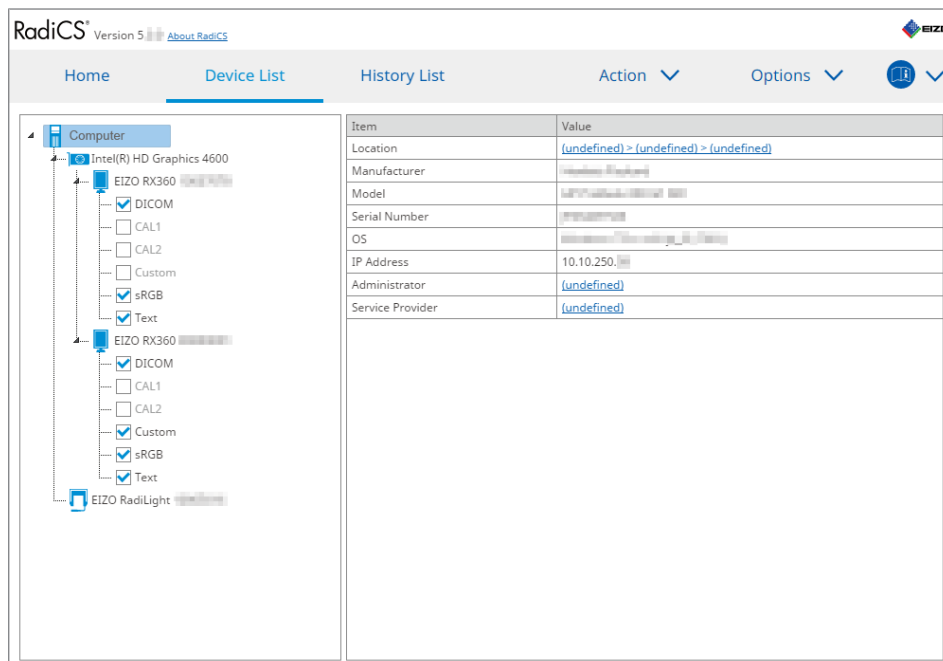 RadiCS® Version 5. About RadiCS
EIZ
Home Device List History List Action Options
Computer
Intel(R) HD Graphics 4600
EIZO RX360
DICOM
CAL1
CAL2
Custom
sRGB
Text
EIZO RX360
DICOM
CAL1
CAL2
Custom
sRGB
Text
EIZO RadiLight
Item Value
Location (undefined) > (undefined) > (undefined)
Manufacturer
Model
Serial Number
OS
IP Address 10.10.250.
Administrator (undefined)
Service Provider (undefined)